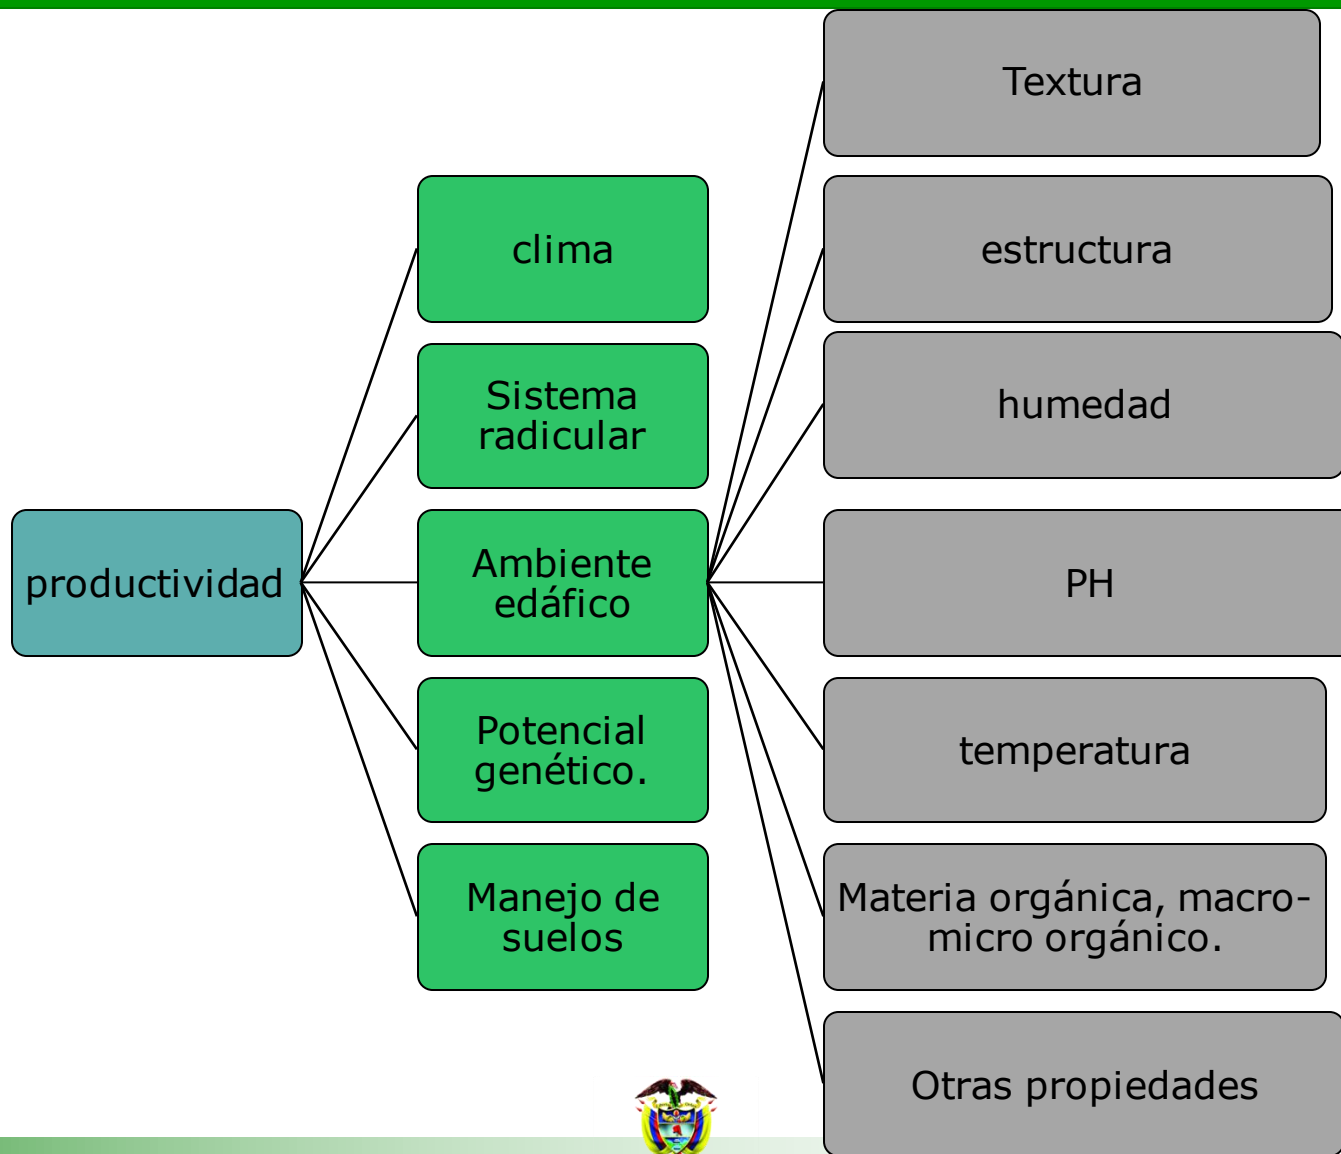 productividad
clima
Sistema
radicular
Ambiente
edáfico
Potencial
genético.
Manejo de
suelos
Textura
estructura
humedad
PH
temperatura
Materia orgánica, macro-
micro orgánico.
Otras propiedades